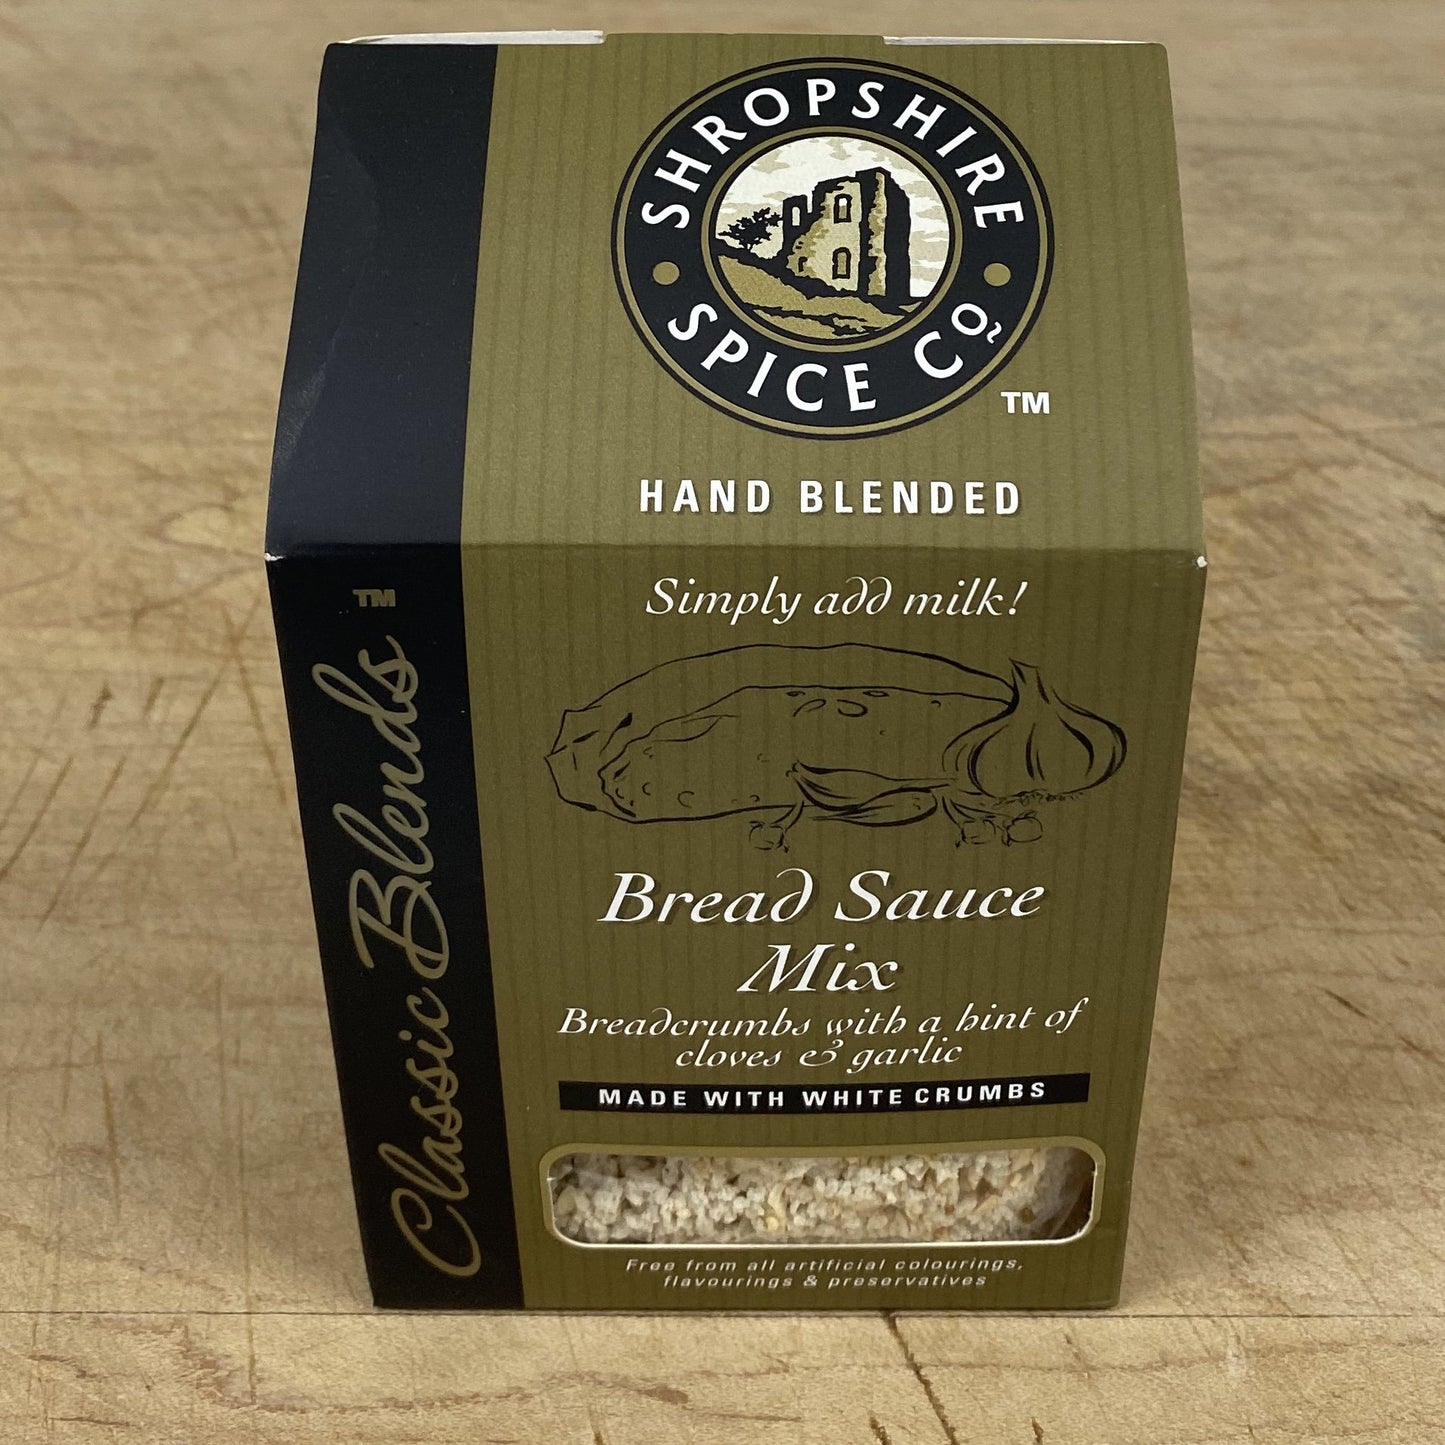 SHROPSHIRE
SPICE Co.
TM
HAND BLENDED
Simply add milk!
Bread Sauce
Mix
Breadcrumbs with a hint of
cloves & garlic
MADE WITH WHITE CRUMBS
Free from all artificial colourings,
flavourings & preservatives
Classic Blends TM